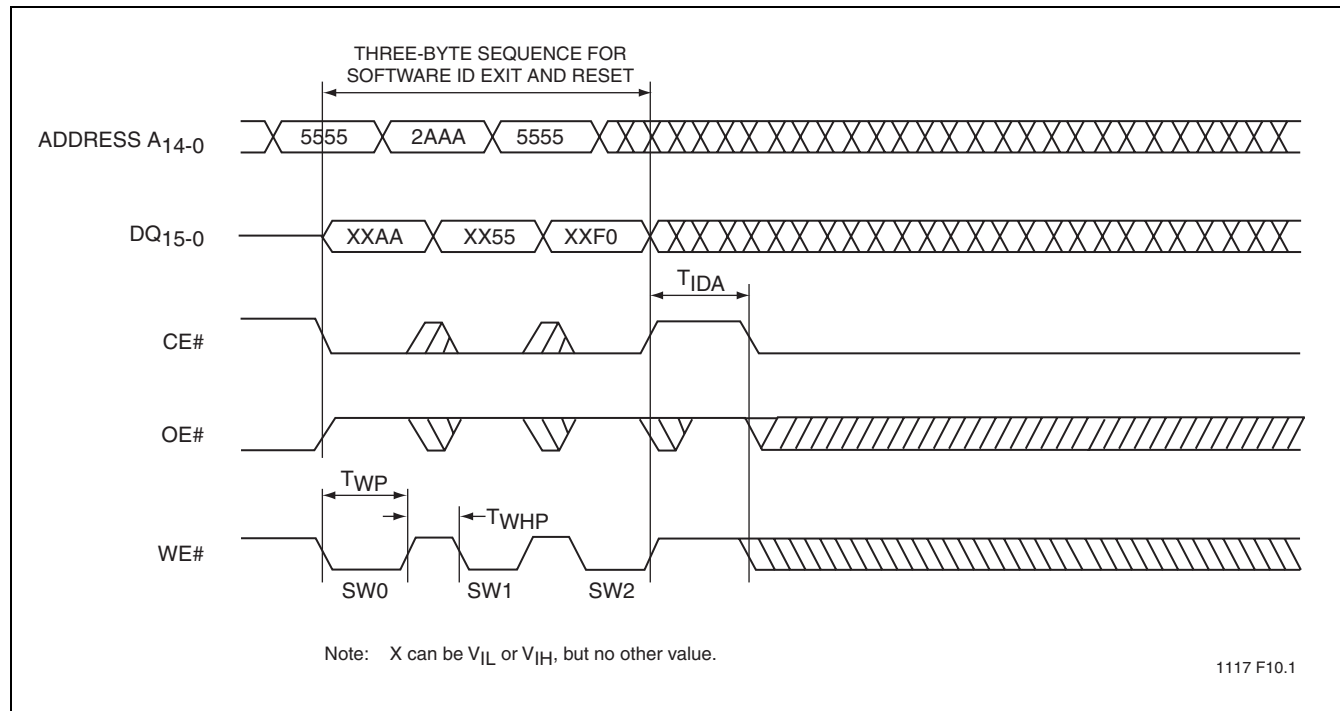 THREE-BYTE SEQUENCE FOR
SOFTWARE ID EXIT AND RESET
ADDRESS A14-0
5555 2AAA 5555
DQ15-0
XXAA XX55 XXF0
TIDA
CE#
OE#
TWP
TWHP
WE#
SW0 SW1 SW2
Note: X can be VIL or VIH, but no other value.
1117 F10.1